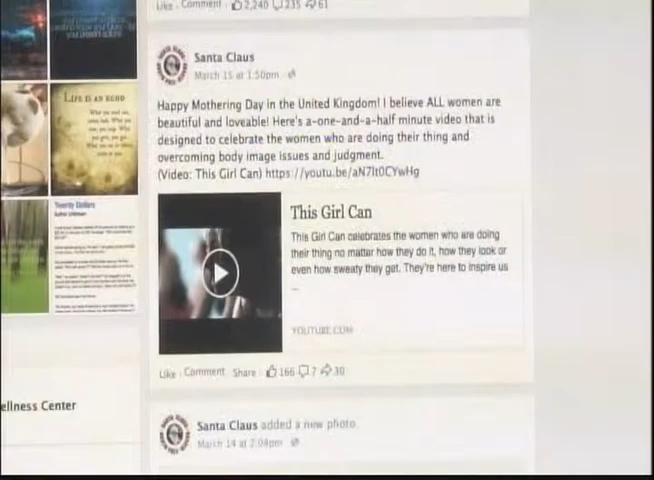 Like · Comment · 2,240 235 61
Santa Claus
March 15 at 1:50pm
Happy Mothering Day in the United Kingdom! I believe ALL women are
beautiful and loveable! Here's a-one-and-a-half minute video that is
designed to celebrate the women who are doing their thing and
overcoming body image issues and judgment.
(Video: This Girl Can) https://youtu.be/aN7lt0CYwHg
This Girl Can
This Girl Can celebrates the women who are doing
their thing no matter how they do it, how they look or
even how sweaty they get. They're here to inspire us
...
YOUTUBE.COM
Like · Comment · Share · 166 7 30
Santa Claus added a new photo.
March 14 at 2:04pm
LIFE IS AN ECHO
Twenty Dollars
Author Unknown
ellness Center